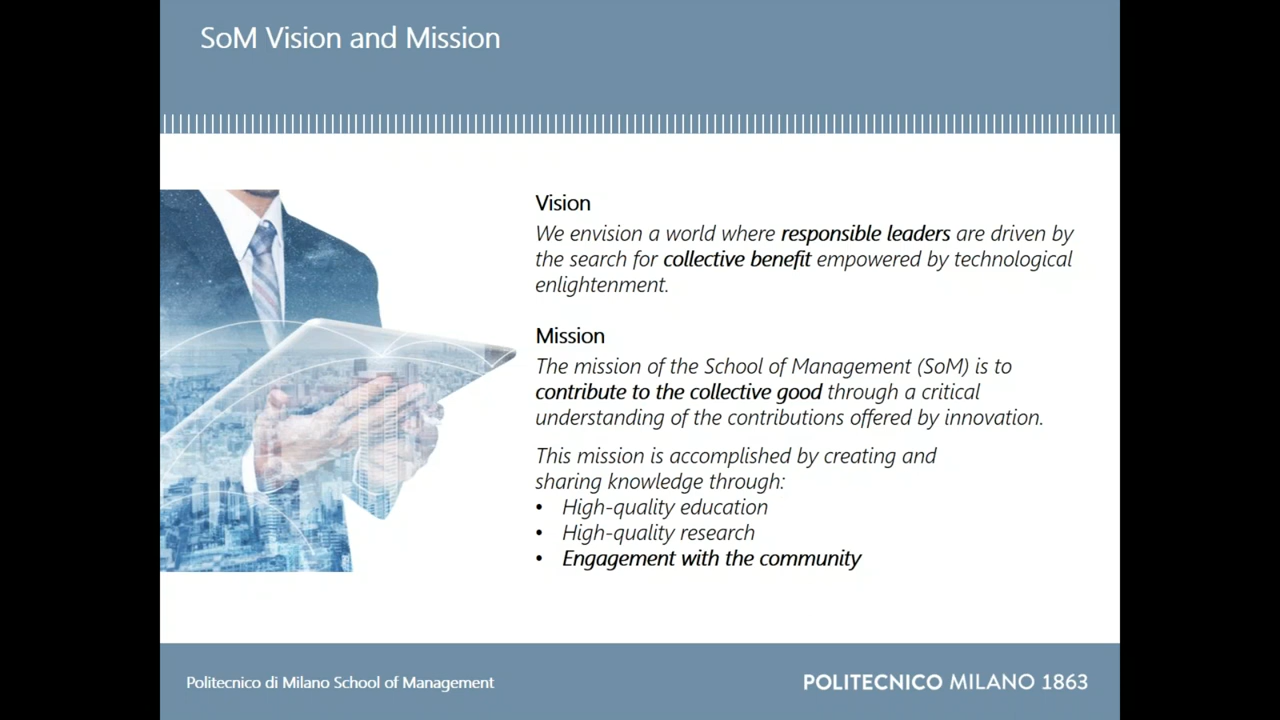 SoM Vision and Mission
Vision
We envision a world where responsible leaders are driven by
the search for collective benefit empowered by technological
enlightenment.
Mission
The mission of the School of Management (SoM) is to
contribute to the collective good through a critical
understanding of the contributions offered by innovation.
This mission is accomplished by creating and
sharing knowledge through:
• High-quality education
• High-quality research
• Engagement with the community
Politecnico di Milano School of Management
POLITECNICO MILANO 1863